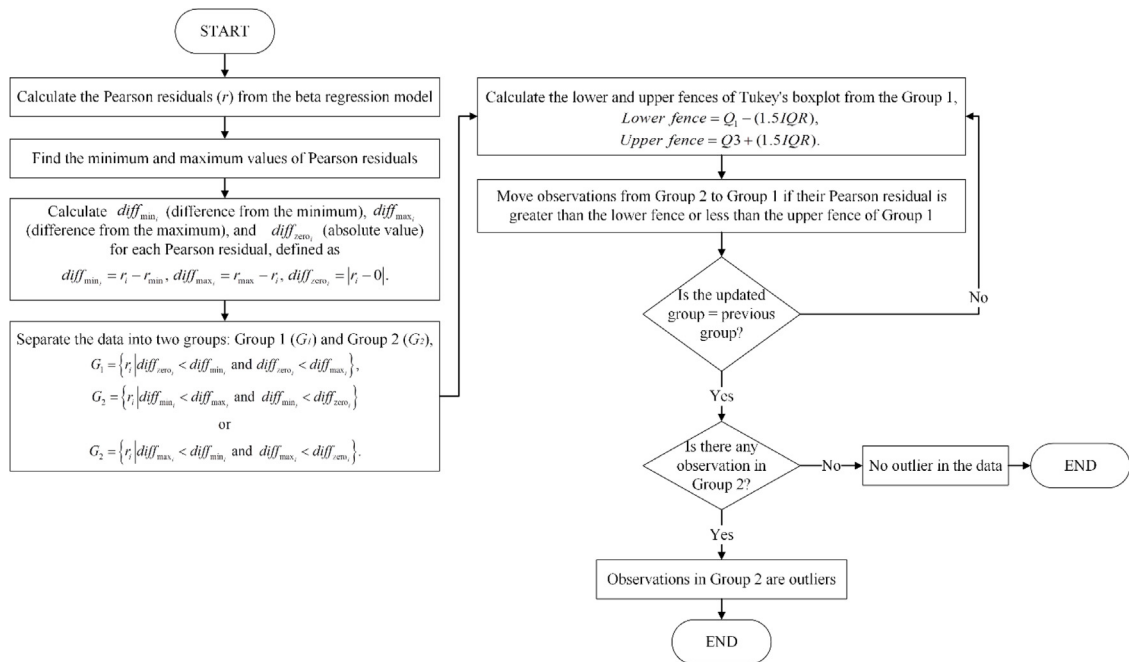 START
Calculate the Pearson residuals (r) from the beta regression model
Find the minimum and maximum values of Pearson residuals
Calculate diff_min_i (difference from the minimum), diff_max_i
(difference from the maximum), and diff_zero_i (absolute value)
for each Pearson residual, defined as
diff_min_i = r_i − r_min, diff_max_i = r_max − r_i, diff_zero_i = |r_i − 0|.
Separate the data into two groups: Group 1 (G₁) and Group 2 (G₂),
G₁ = {r_i | diff_zero_i < diff_min_i and diff_zero_i < diff_max_i},
G₂ = {r_i | diff_min_i < diff_max_i and diff_min_i < diff_zero_i}
or
G₂ = {r_i | diff_max_i < diff_min_i and diff_max_i < diff_zero_i}.
Calculate the lower and upper fences of Tukey's boxplot from the Group 1,
Lower fence = Q₁ − (1.5IQR),
Upper fence = Q3 + (1.5IQR).
Move observations from Group 2 to Group 1 if their Pearson residual is
greater than the lower fence or less than the upper fence of Group 1
Is the updated
group = previous
group?
No
Yes
Is there any
observation in
Group 2?
No
No outlier in the data
END
Yes
Observations in Group 2 are outliers
END